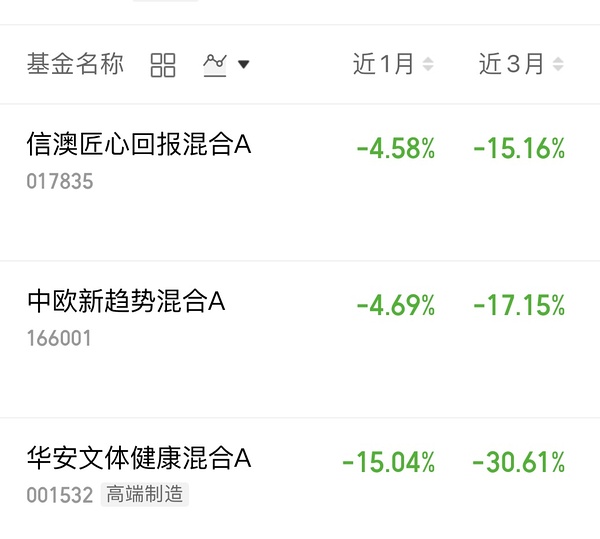 基金名称 近1月 近3月
信澳匠心回报混合A -4.58% -15.16%
017835
中欧新趋势混合A -4.69% -17.15%
166001
华安文体健康混合A -15.04% -30.61%
001532 高端制造